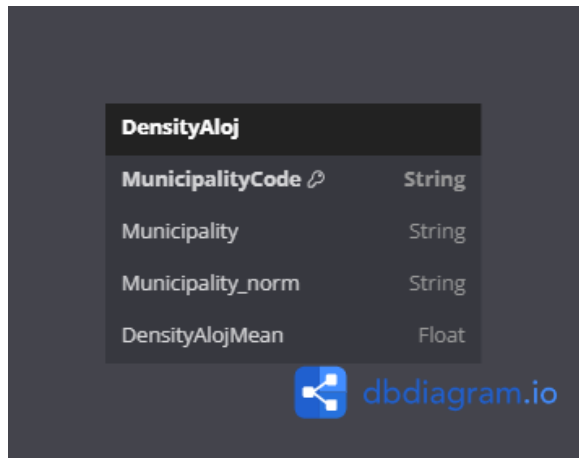 DensityAloj
MunicipalityCode String
Municipality String
Municipality_norm String
DensityAlojMean Float
dbdiagram.io